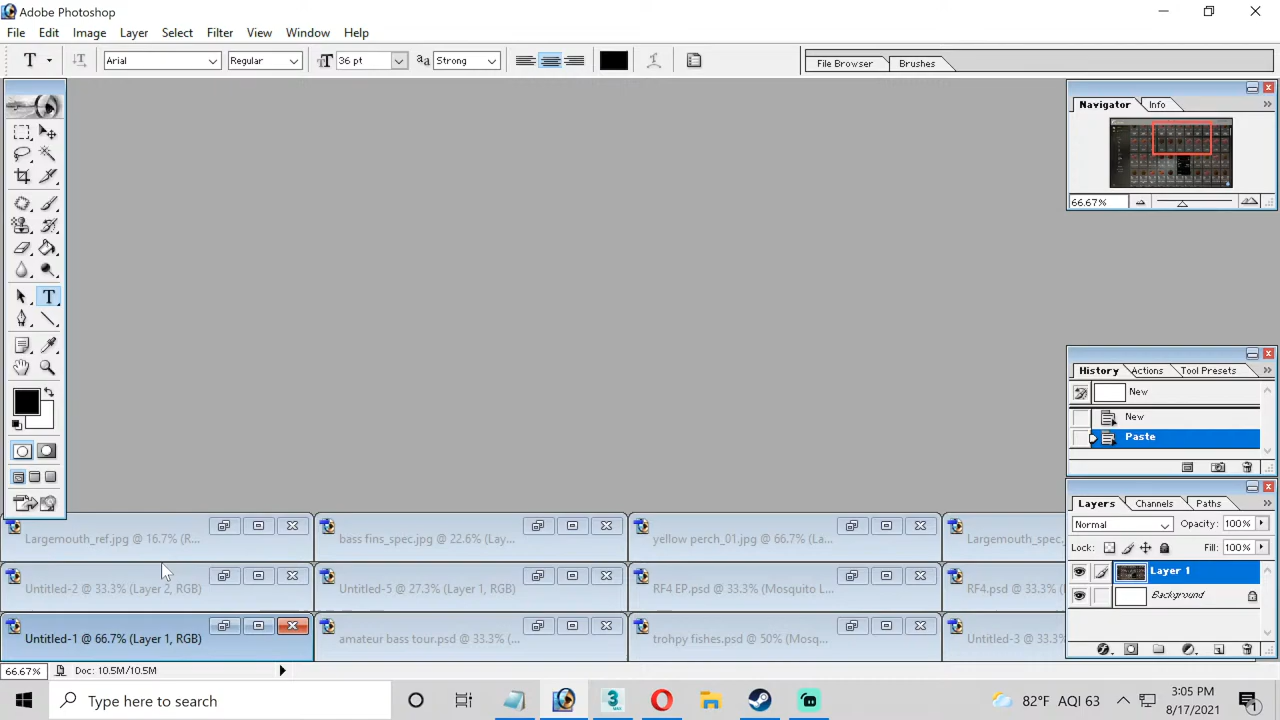 Adobe Photoshop
File Edit Image Layer Select Filter View Window Help
T T Arial Regular T 36 pt aa Strong File Browser Brushes
Navigator Info
66.67%
T
History Actions Tool Presets
New
New
Paste
Layers Channels Paths
Normal Opacity: 100%
Lock: Fill: 100%
Layer 1
Background
Largemouth_ref.jpg @ 16.7% (R... bass fins_spec.jpg @ 22.6% (Lay... yellow perch_01.jpg @ 66.7% (La... Largemouth_spec.
Untitled-2 @ 33.3% (Layer 2, RGB) Untitled-5 @ 33.3% (Layer 1, RGB) RF4 EP.psd @ 33.3% (Mosquito L... RF4.psd @ 33.3% (
Untitled-1 @ 66.7% (Layer 1, RGB) amateur bass tour.psd @ 33.3% (... trohpy fishes.psd @ 50% (Mosq... Untitled-3 @ 33.3%
66.67% Doc: 10.5M/10.5M
Type here to search 3 82°F AQI 63 3:05 PM
8/17/2021 1